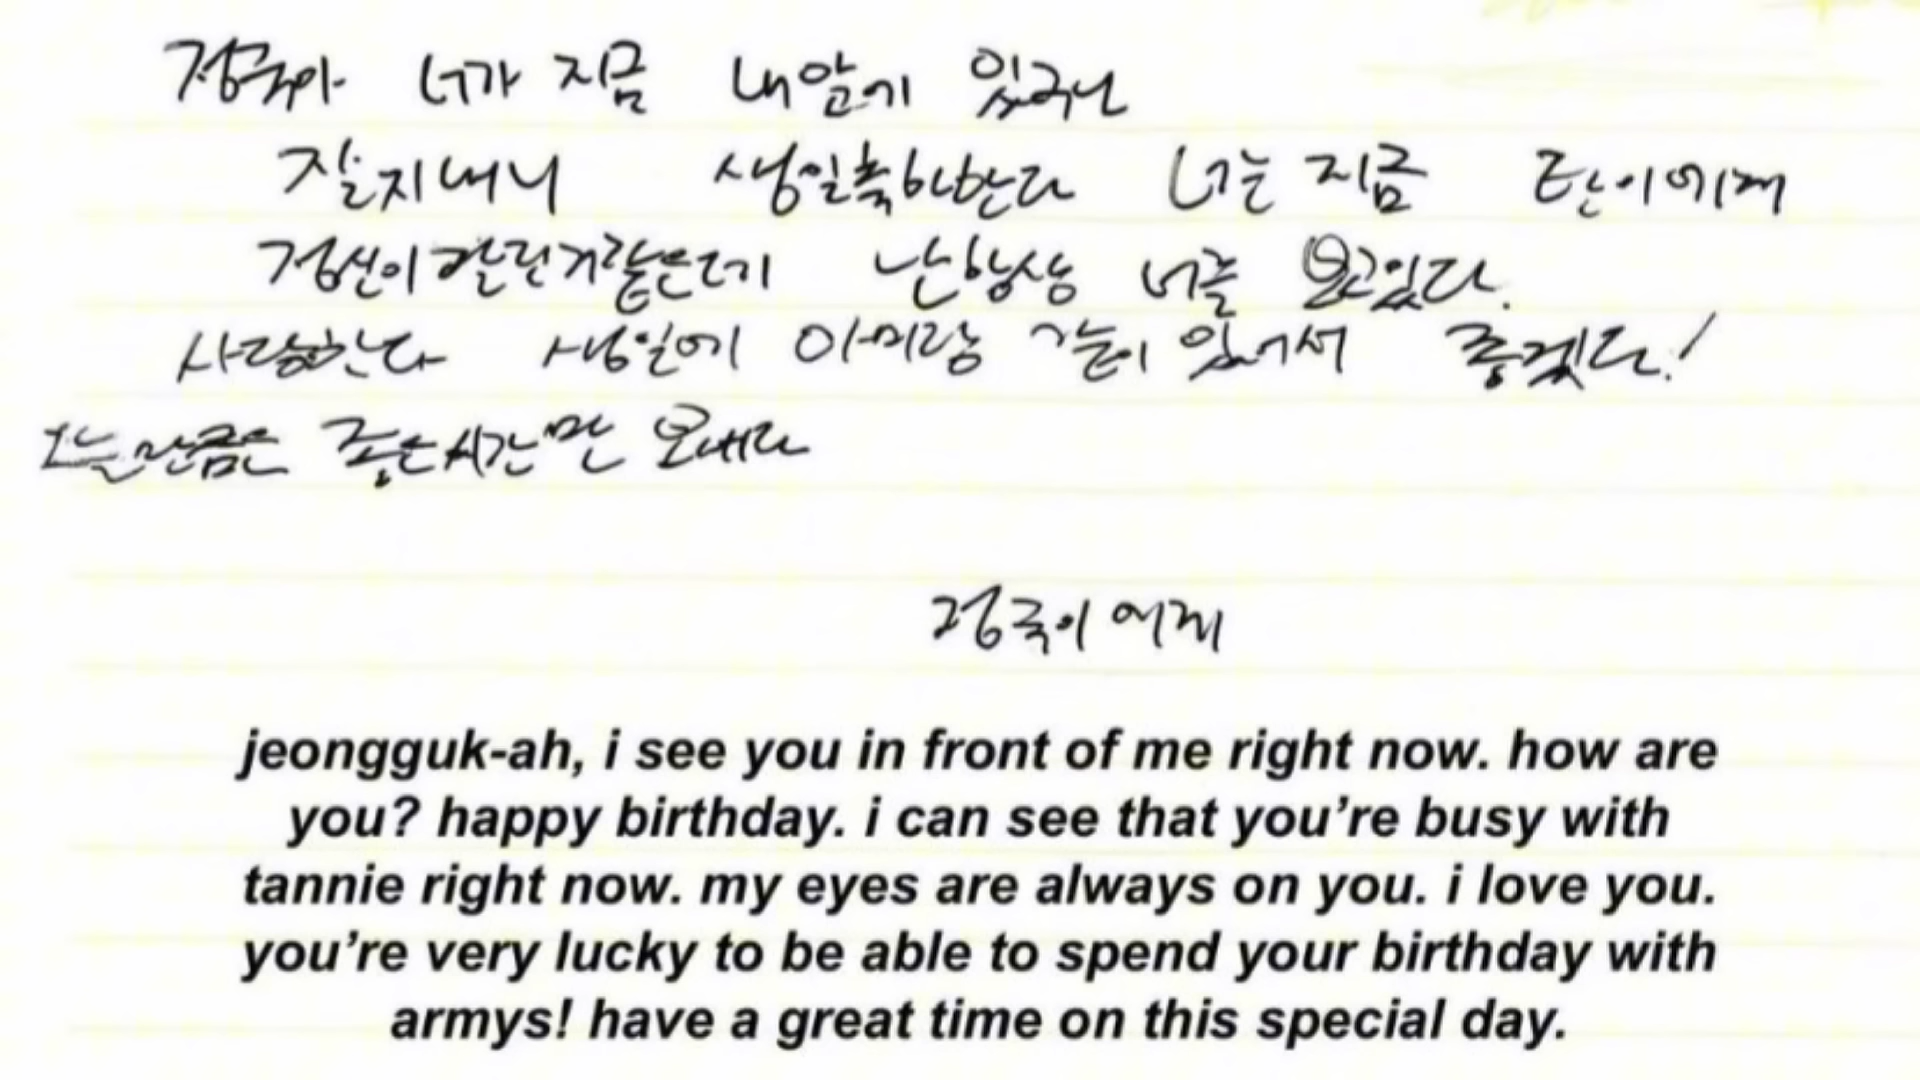 정국아 너가 지금 내앞에 있구나
잘지내니 생일축하한다 너는 지금 탄이에게
정신이팔린거같은데 난항상 너를 보고있다.
사랑한다 생일에 아미랑 같이 있어서 좋겠다!
오늘만큼은 좋은시간만 보내라
정국이에게
jeongguk-ah, i see you in front of me right now. how are
you? happy birthday. i can see that you’re busy with
tannie right now. my eyes are always on you. i love you.
you’re very lucky to be able to spend your birthday with
armys! have a great time on this special day.